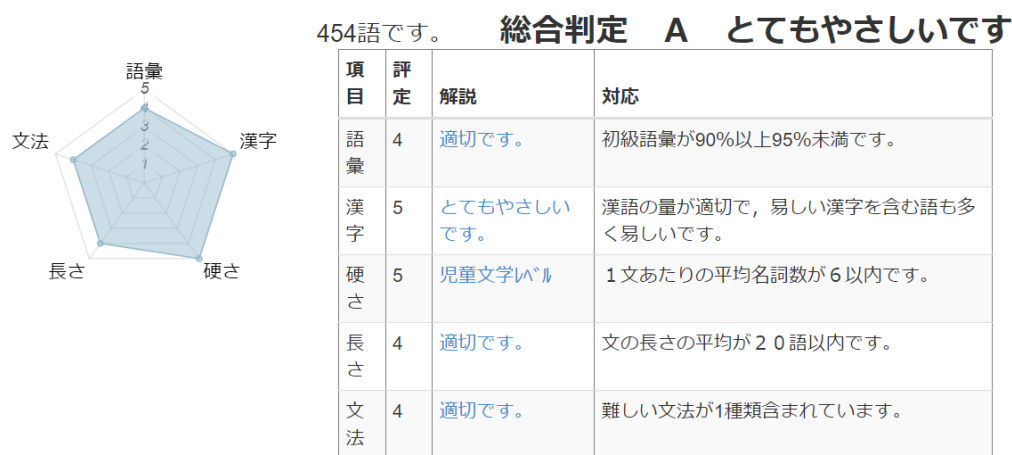 454語です。 総合判定 A とてもやさしいです
語彙
5
4
3
2
1
文法
漢字
長さ
硬さ
項目 評定 解説 対応
語彙 4 適切です。 初級語彙が90%以上95%未満です。
漢字 5 とてもやさしいです。 漢語の量が適切で，易しい漢字を含む語も多く易しいです。
硬さ 5 児童文学ﾚﾍﾞﾙ １文あたりの平均名詞数が６以内です。
長さ 4 適切です。 文の長さの平均が２０語以内です。
文法 4 適切です。 難しい文法が1種類含まれています。